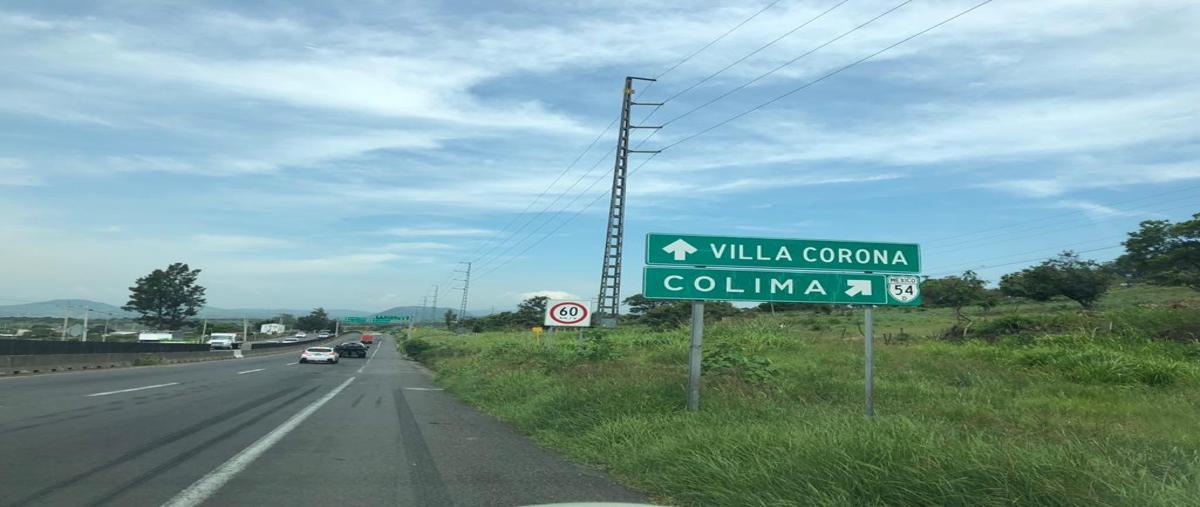 VILLA CORONA
COLIMA
MEXICO
54
D
60